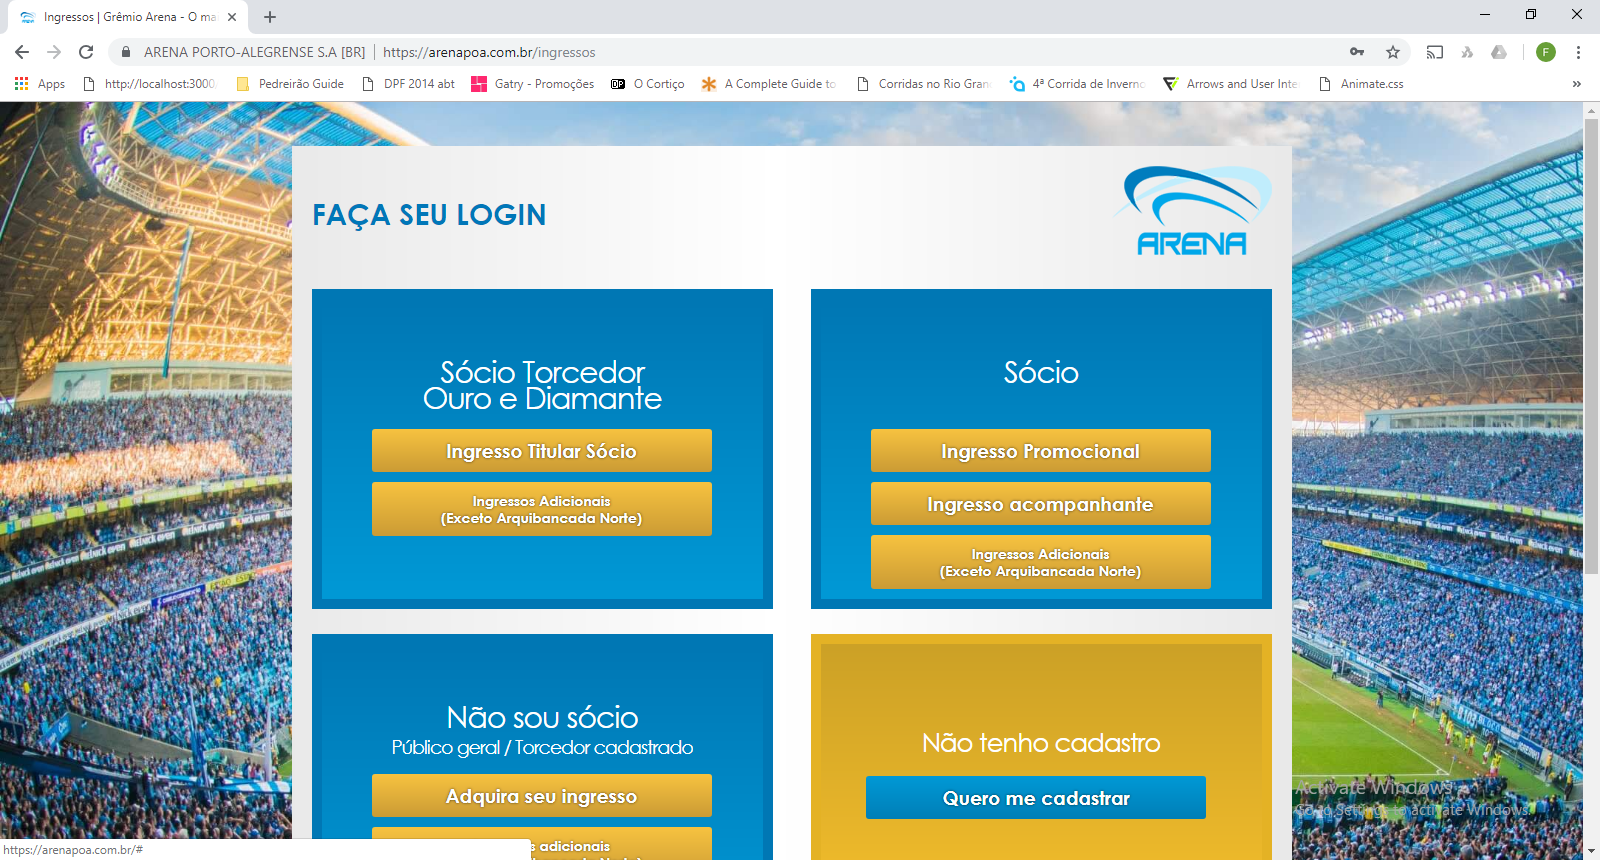 Ingressos | Grêmio Arena - O ma
ARENA PORTO-ALEGRENSE S.A [BR] | https://arenapoa.com.br/ingressos
F
Apps
http://localhost:3000/
Pedreirão Guide
DPF 2014 abt
Gatry - Promoções
O Cortiço
A Complete Guide to
Corridas no Rio Gran
4ª Corrida de Inverno
Arrows and User Inte
Animate.css
»
FAÇA SEU LOGIN
ARENA
Sócio Torcedor
Ouro e Diamante
Ingresso Titular Sócio
Ingressos Adicionais
(Exceto Arquibancada Norte)
Sócio
Ingresso Promocional
Ingresso acompanhante
Ingressos Adicionais
(Exceto Arquibancada Norte)
Não sou sócio
Público geral / Torcedor cadastrado
Adquira seu ingresso
s adicionais
Não tenho cadastro
Quero me cadastrar
Activate Windows
Go to Settings to activate Windows.
https://arenapoa.com.br/#